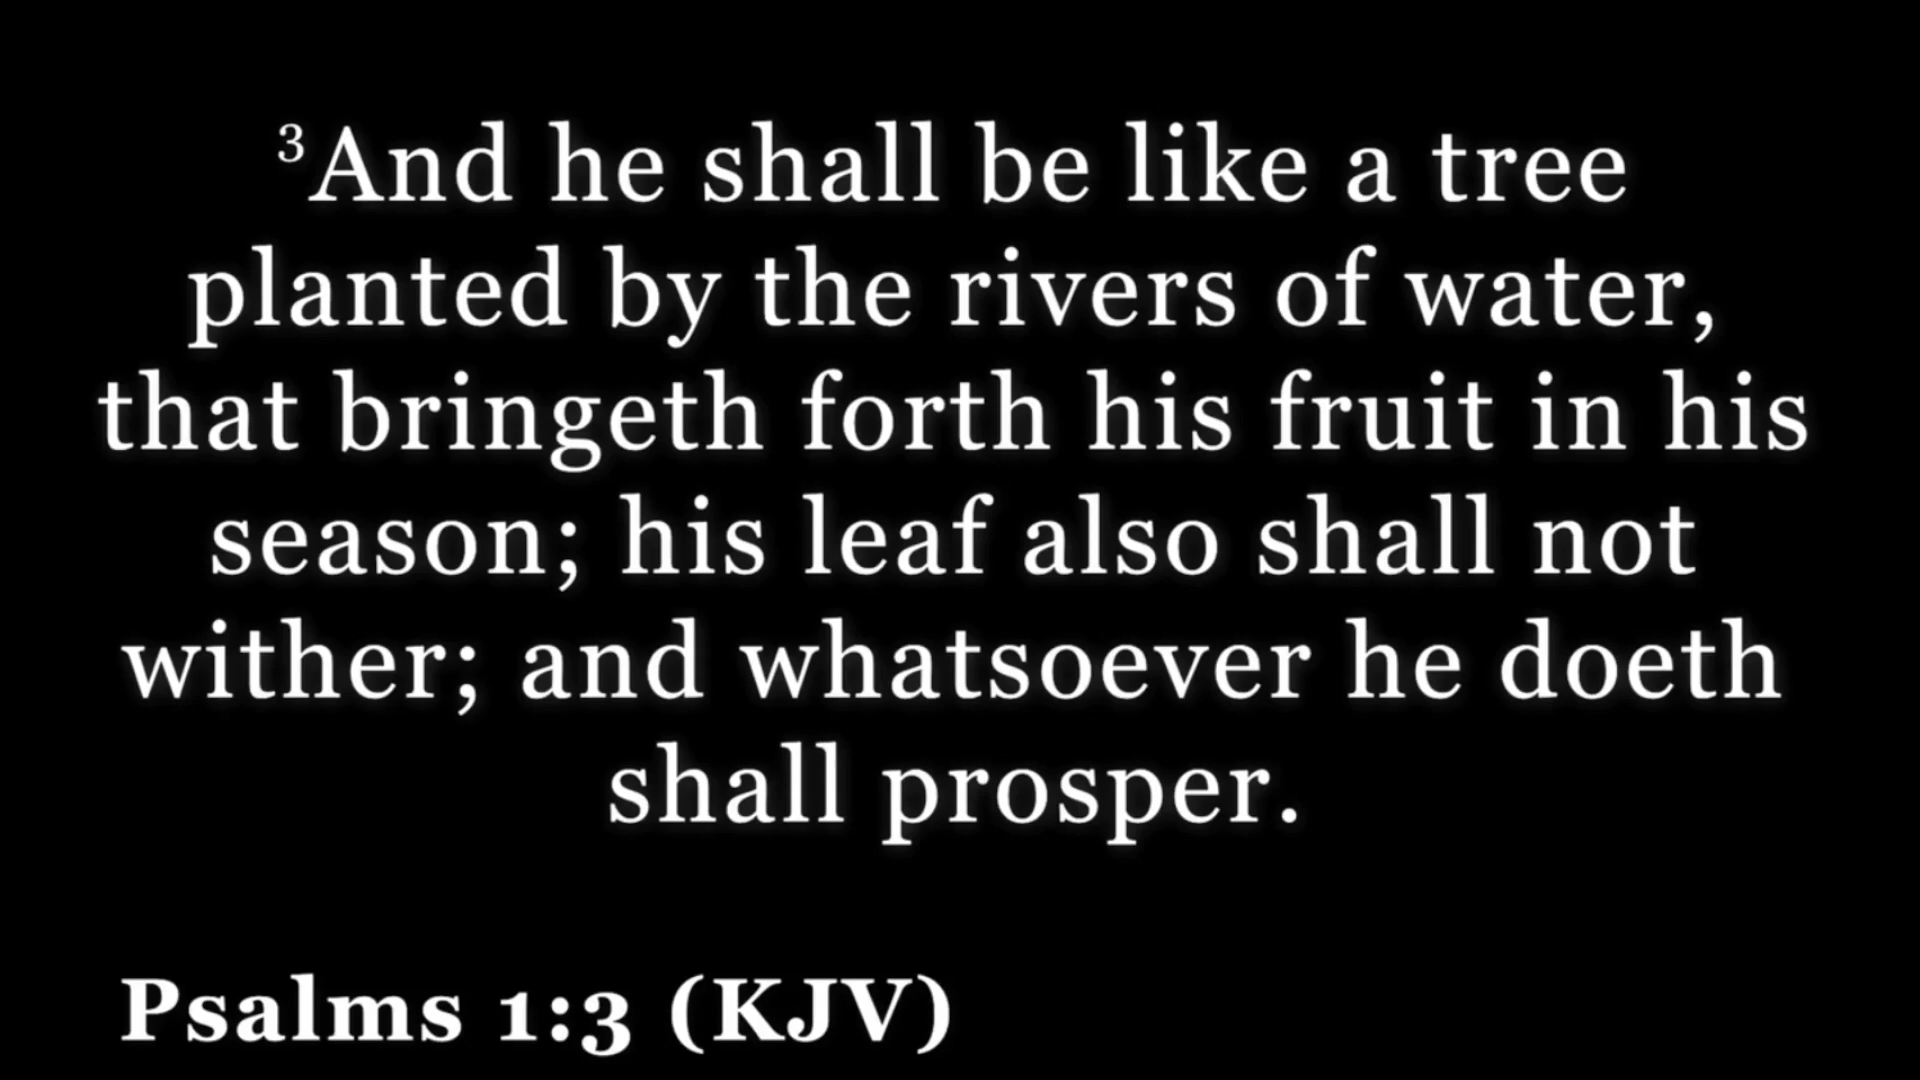 ³And he shall be like a tree
planted by the rivers of water,
that bringeth forth his fruit in his
season; his leaf also shall not
wither; and whatsoever he doeth
shall prosper.
Psalms 1:3 (KJV)